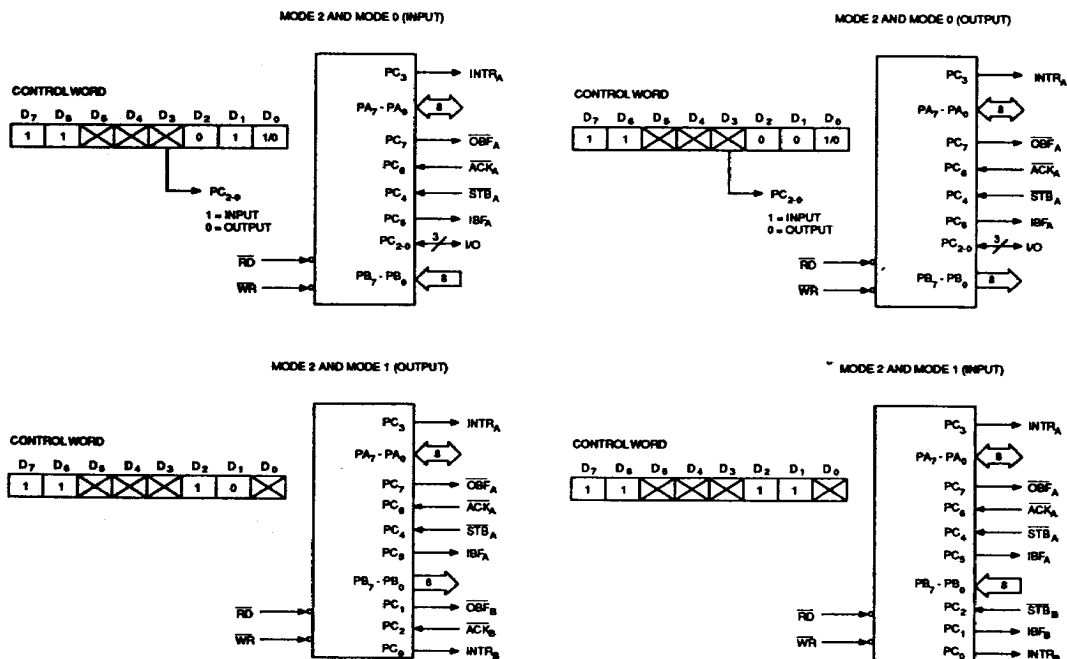 MODE 2 AND MODE 0 (INPUT)
CONTROL WORD
D7 D6 D5 D4 D3 D2 D1 D0
1 1 0 1 1/0
PC2-0
1 = INPUT
0 = OUTPUT
RD
WR
PC3 INTRA
PA7 - PA0 8
PC7 OBFA
PC6 ACKA
PC4 STBA
PC5 IBFA
PC2-0 3 I/O
PB7 - PB0 8
MODE 2 AND MODE 0 (OUTPUT)
CONTROL WORD
D7 D6 D5 D4 D3 D2 D1 D0
1 1 0 0 1/0
PC2-0
1 = INPUT
0 = OUTPUT
RD
WR
PC3 INTRA
PA7 - PA0 8
PC7 OBFA
PC6 ACKA
PC4 STBA
PC5 IBFA
PC2-0 3 I/O
PB7 - PB0 8
MODE 2 AND MODE 1 (OUTPUT)
CONTROL WORD
D7 D6 D5 D4 D3 D2 D1 D0
1 1 1 0
RD
WR
PC3 INTRA
PA7 - PA0 8
PC7 OBFA
PC6 ACKA
PC4 STBA
PC5 IBFA
PB7 - PB0 8
PC1 OBFB
PC2 ACKB
PC0 INTRB
MODE 2 AND MODE 1 (INPUT)
CONTROL WORD
D7 D6 D5 D4 D3 D2 D1 D0
1 1 1 1
RD
WR
PC3 INTRA
PA7 - PA0 8
PC7 OBFA
PC6 ACKA
PC4 STBA
PC5 IBFA
PB7 - PB0 8
PC2 STBB
PC1 IBFB
PC0 INTRB